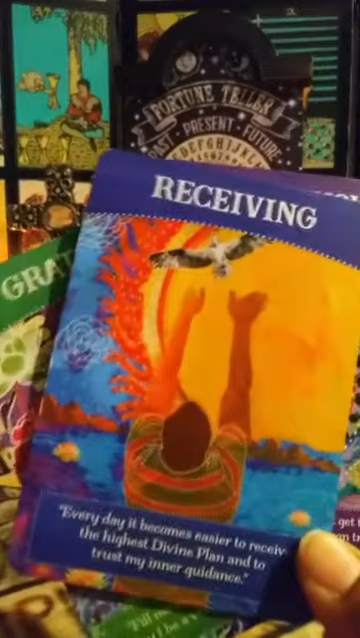 FORTUNE TELLER
PAST · PRESENT · FUTURE
RECEIVING
GRAT
"Every day it becomes easier to receive
the highest Divine Plan and to
trust my inner guidance."
get